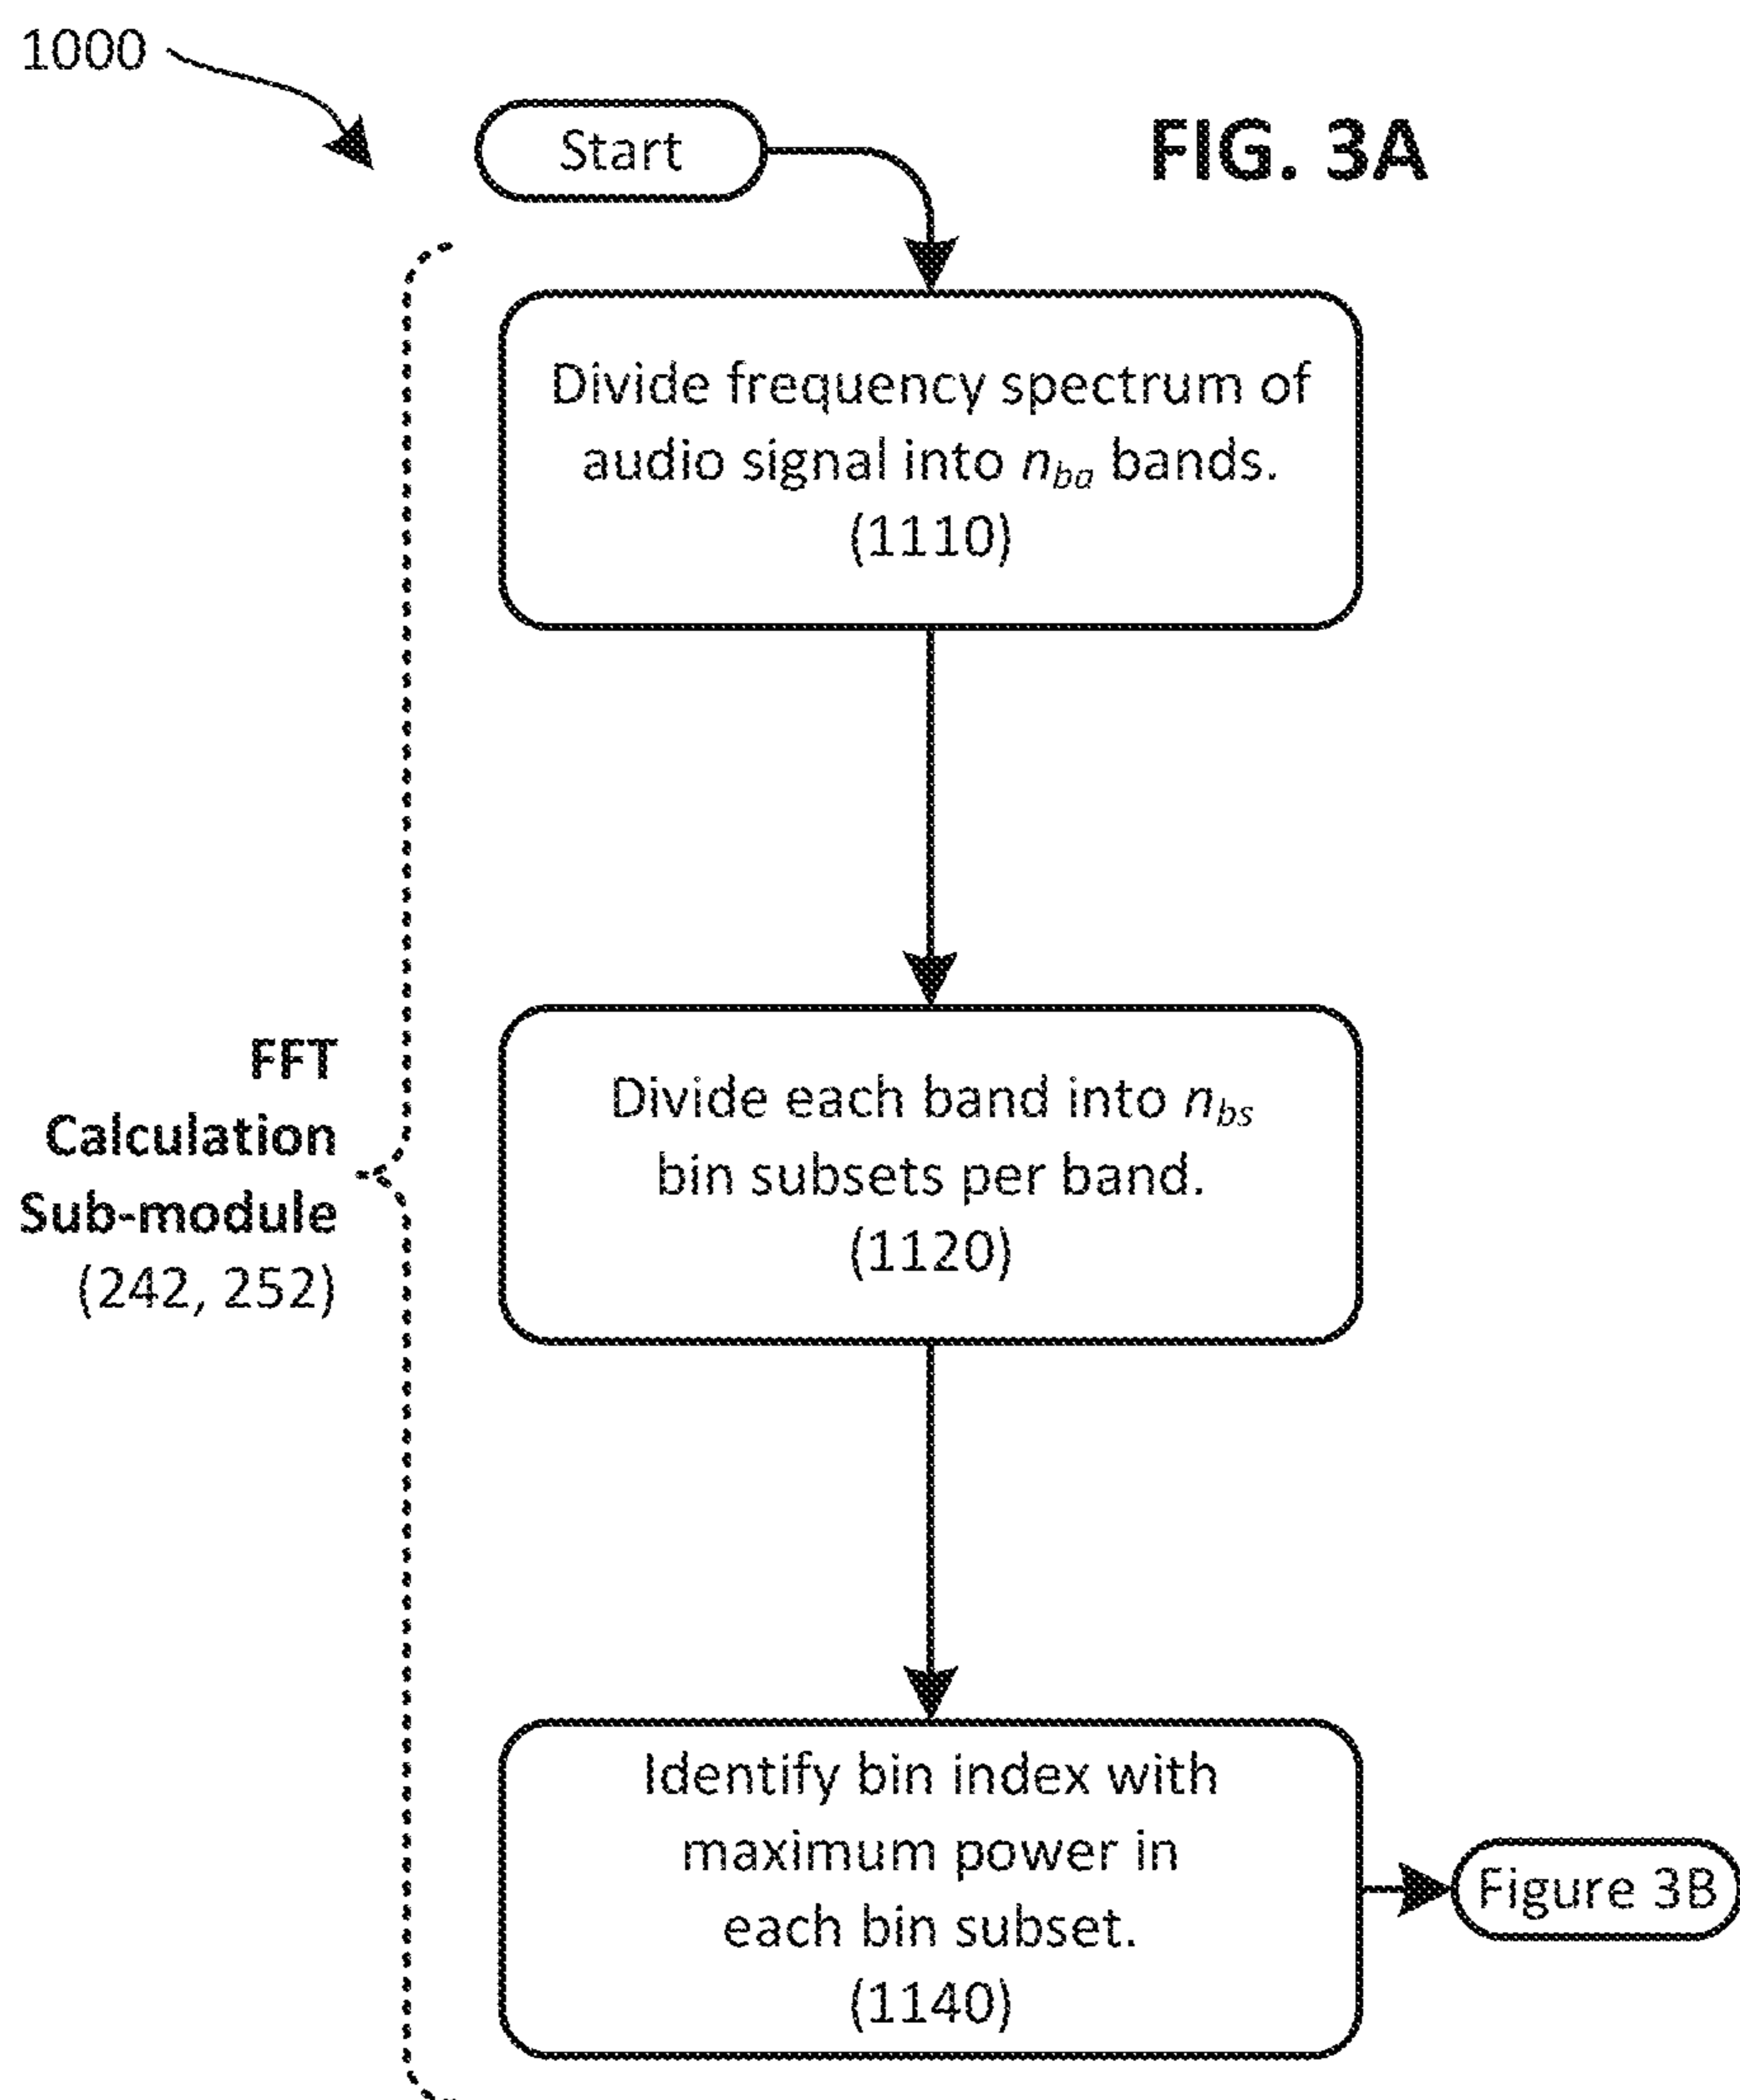 1000
Start
FIG. 3A
Divide frequency spectrum of
audio signal into nba bands.
(1110)
FFT
Calculation
Sub-module
(242, 252)
Divide each band into nbs
bin subsets per band.
(1120)
Identify bin index with
maximum power in
each bin subset.
(1140)
Figure 3B